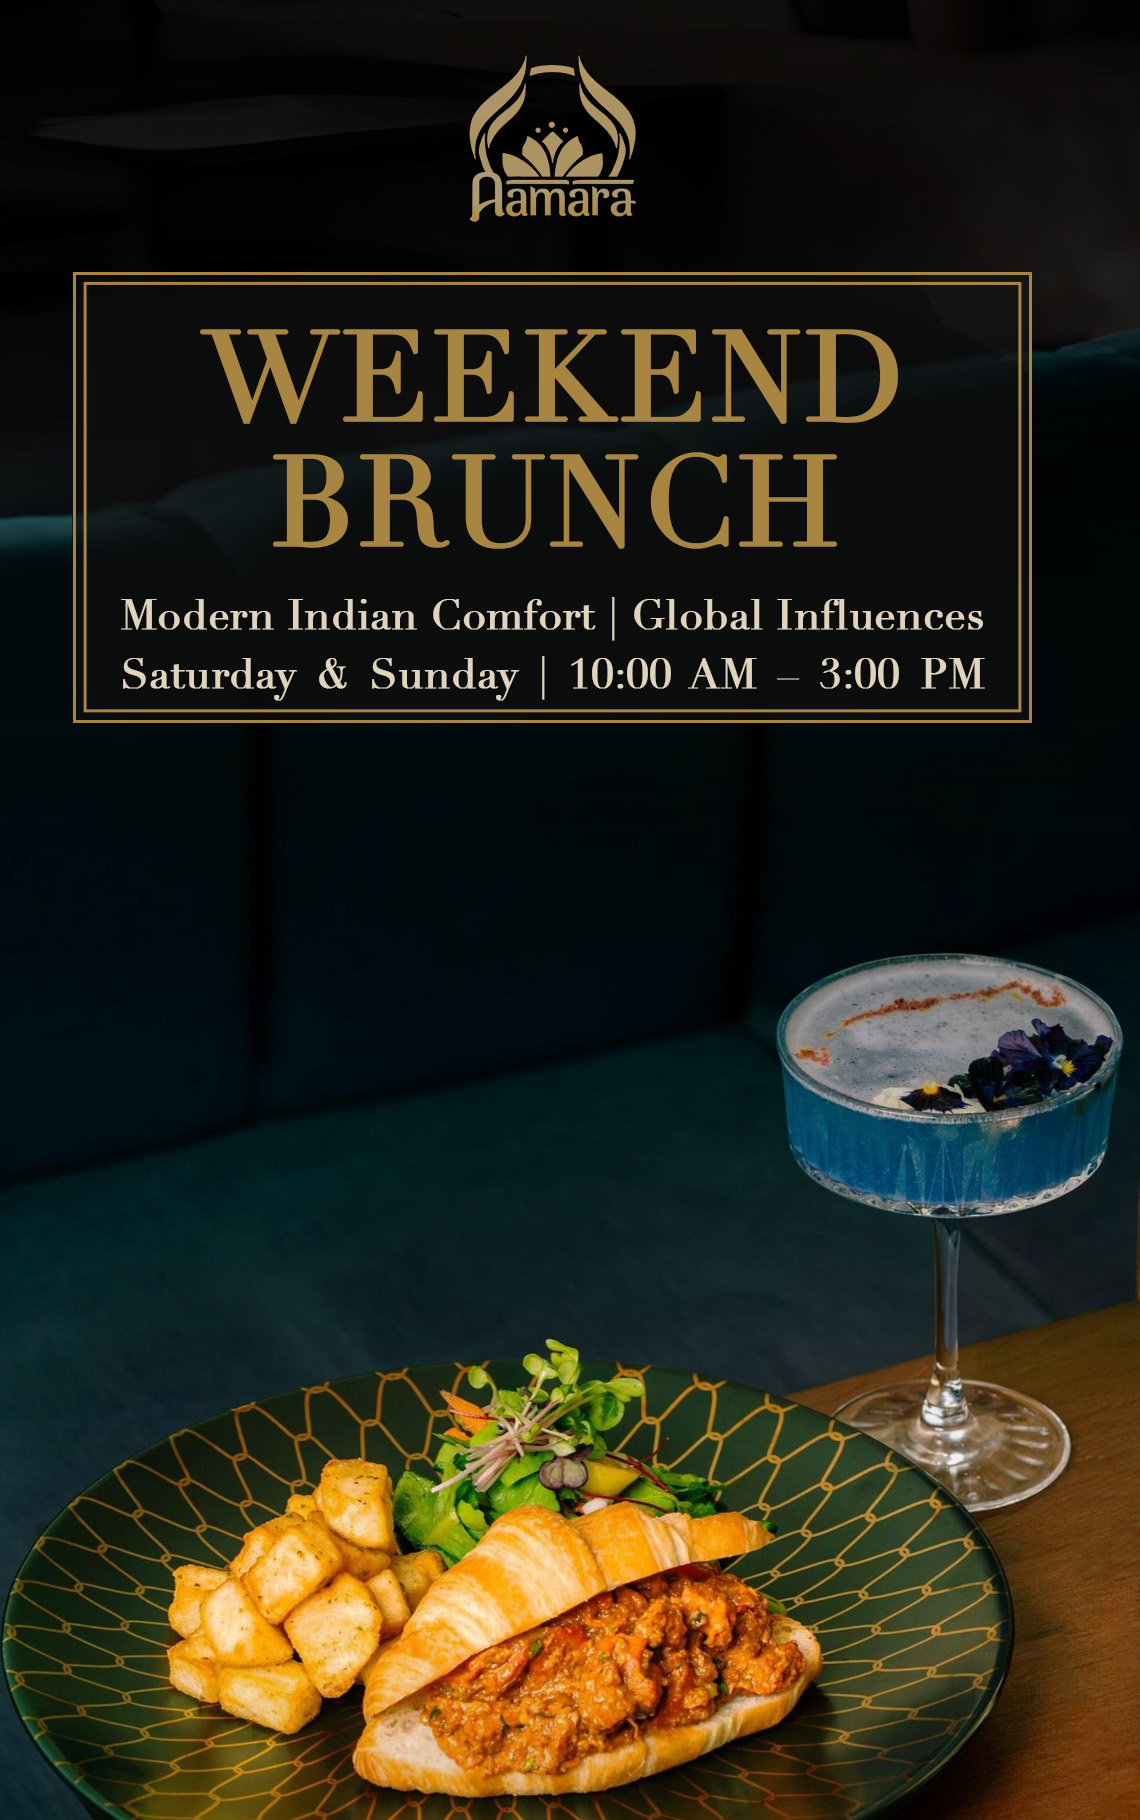 Aamara
WEEKEND
BRUNCH
Modern Indian Comfort | Global Influences
Saturday & Sunday | 10:00 AM – 3:00 PM